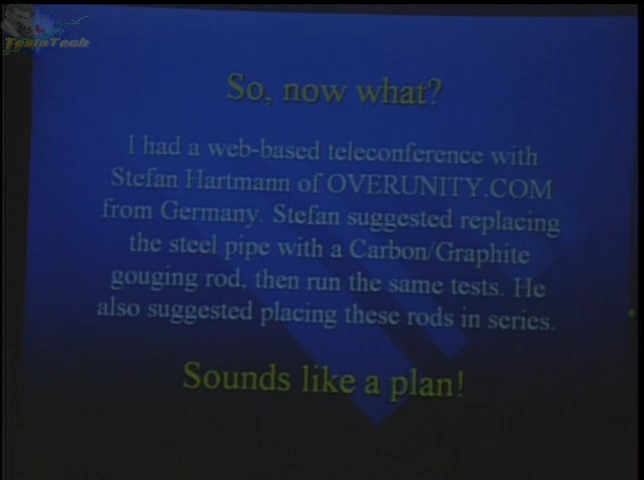 TeslaTech
So, now what?
I had a web-based teleconference with
Stefan Hartmann of OVERUNITY.COM
from Germany. Stefan suggested replacing
the steel pipe with a Carbon/Graphite
gouging rod, then run the same tests. He
also suggested placing these rods in series.
Sounds like a plan!